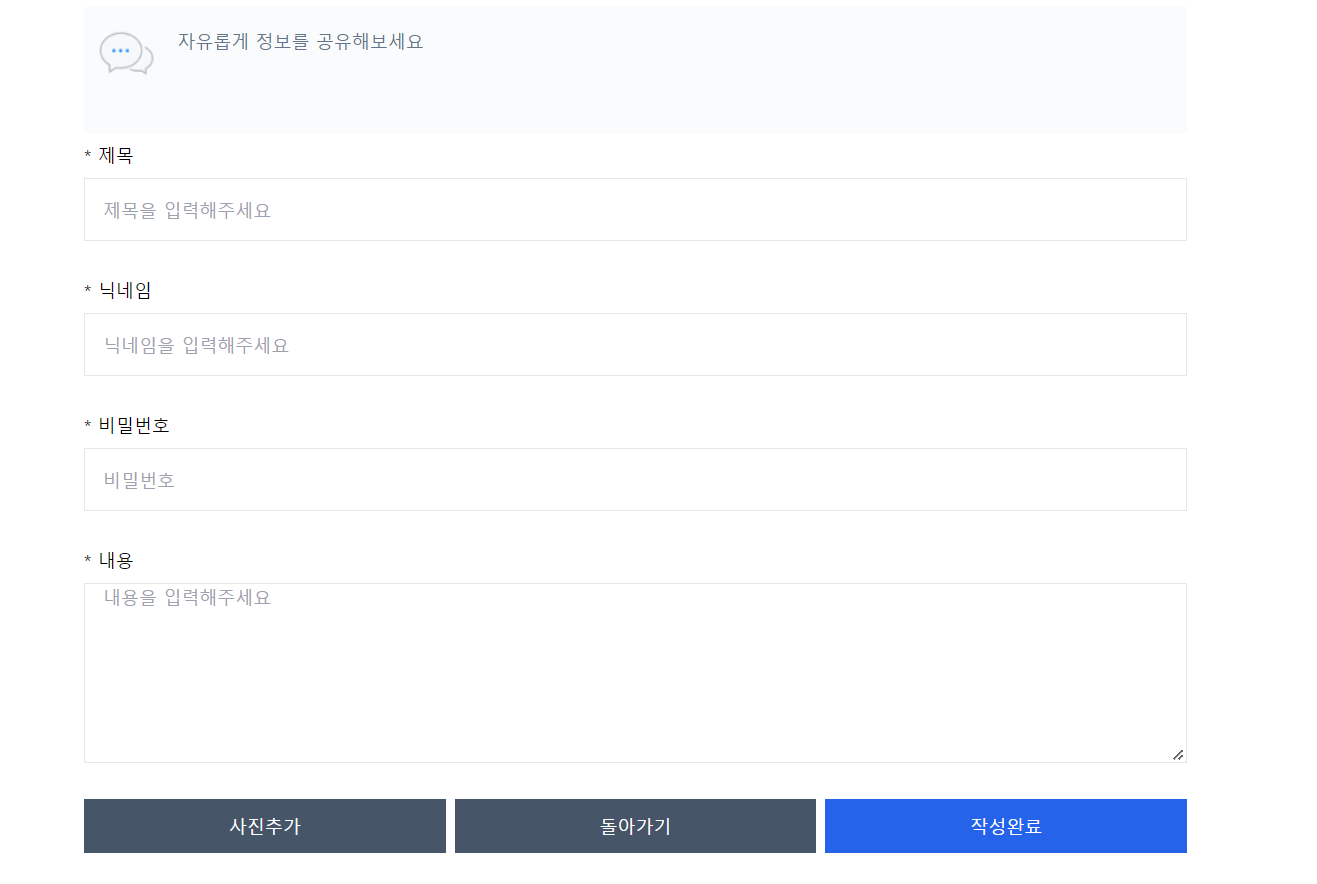 자유롭게 정보를 공유해보세요
* 제목
제목을 입력해주세요
* 닉네임
닉네임을 입력해주세요
* 비밀번호
비밀번호
* 내용
내용을 입력해주세요
사진추가 돌아가기 작성완료